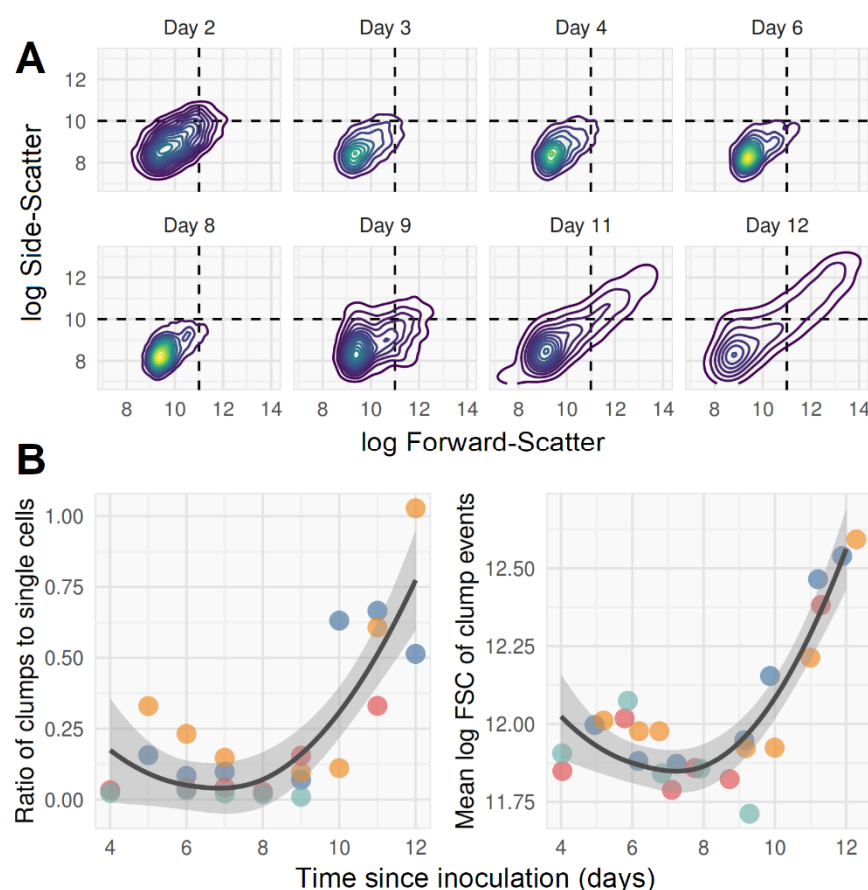 A
Day 2 Day 3 Day 4 Day 6
12
10
8
Day 8 Day 9 Day 11 Day 12
12
10
8
log Side-Scatter
8 10 12 14 8 10 12 14 8 10 12 14 8 10 12 14
log Forward-Scatter
B
Ratio of clumps to single cells
1.00
0.75
0.50
0.25
0.00
4 6 8 10 12
Mean log FSC of clump events
12.50
12.25
12.00
11.75
4 6 8 10 12
Time since inoculation (days)